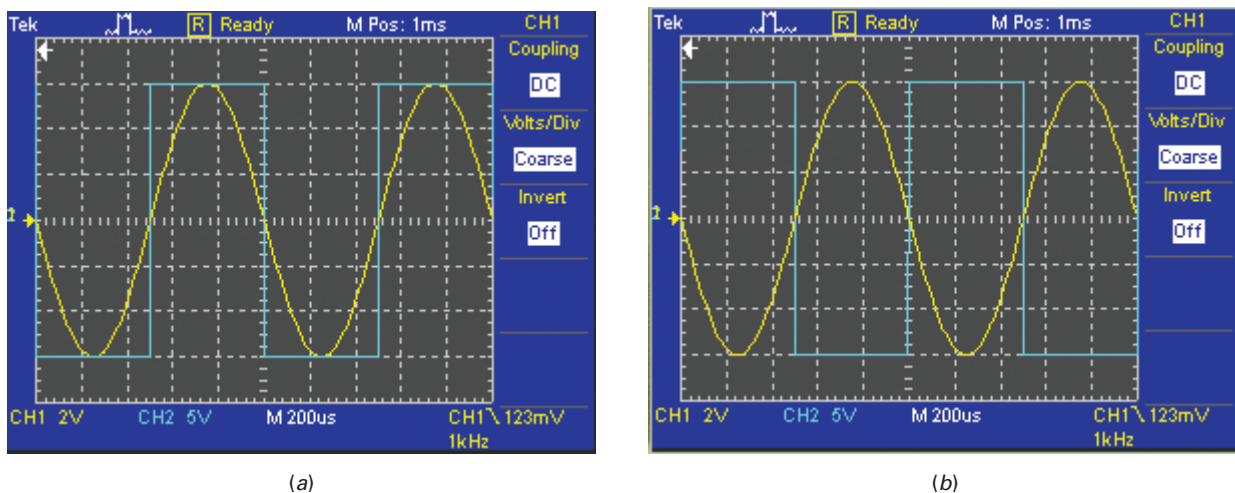 Tek R Ready M Pos: 1ms CH1
Coupling
DC
Volts/Div
Coarse
Invert
Off
1
CH1 2V CH2 5V M 200us CH1 123mV
1kHz
(a)
Tek R Ready M Pos: 1ms CH1
Coupling
DC
Volts/Div
Coarse
Invert
Off
1
CH1 2V CH2 5V M 200us CH1 123mV
1kHz
(b)